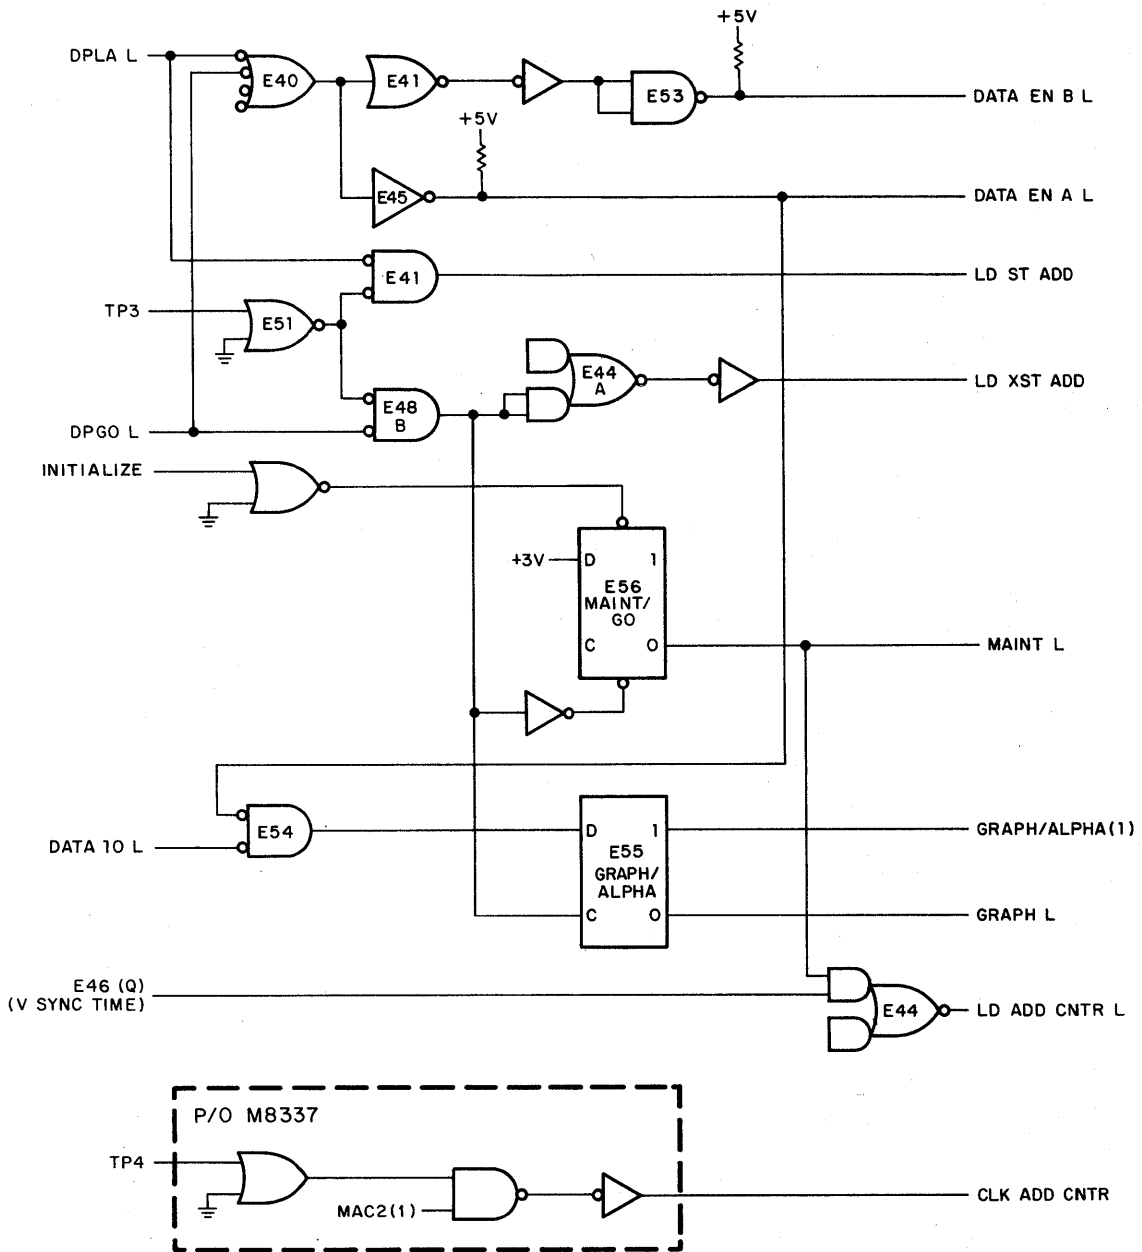 +5V
DPLA L
E40
E41
E53
DATA EN B L
+5V
E45
DATA EN A L
E41
LD ST ADD
TP3
E51
E44
A
LD XST ADD
E48
B
DPGO L
INITIALIZE
+3V
D 1
E56
MAINT/
GO
C 0
MAINT L
E54
DATA 10 L
D 1
E55
GRAPH/
ALPHA
C 0
GRAPH/ALPHA(1)
GRAPH L
E46 (Q)
(V SYNC TIME)
E44
LD ADD CNTR L
P/O M8337
TP4
MAC2(1)
CLK ADD CNTR